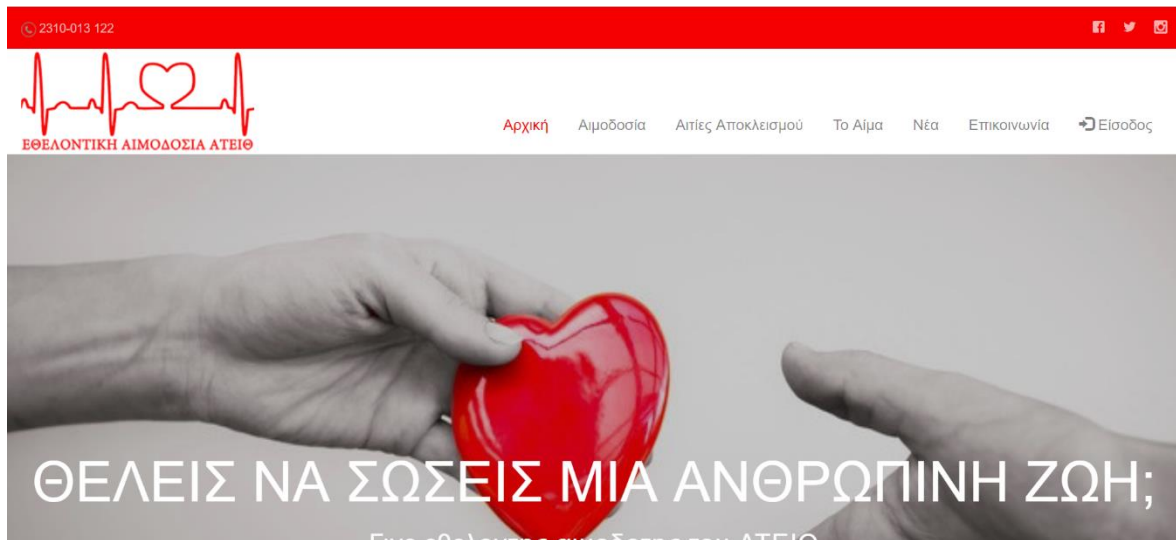 2310-013 122
ΕΘΕΛΟΝΤΙΚΗ ΑΙΜΟΔΟΣΙΑ ΑΤΕΙΘ
Αρχική Αιμοδοσία Αιτίες Αποκλεισμού Το Αίμα Νέα Επικοινωνία Είσοδος
ΘΕΛΕΙΣ ΝΑ ΣΩΣΕΙΣ ΜΙΑ ΑΝΘΡΩΠΙΝΗ ΖΩΗ;